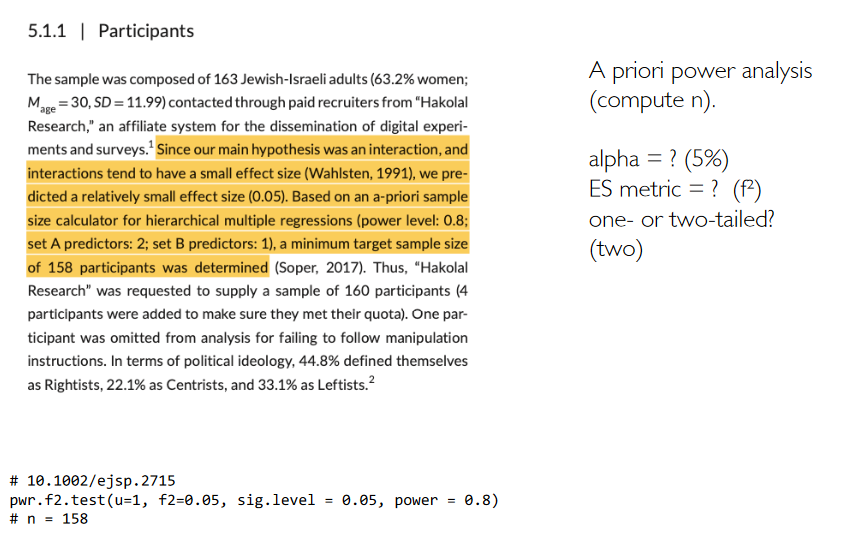 5.1.1 | Participants
The sample was composed of 163 Jewish-Israeli adults (63.2% women;
Mage = 30, SD = 11.99) contacted through paid recruiters from "Hakolal
Research," an affiliate system for the dissemination of digital experi-
ments and surveys.1 Since our main hypothesis was an interaction, and
interactions tend to have a small effect size (Wahlsten, 1991), we pre-
dicted a relatively small effect size (0.05). Based on an a-priori sample
size calculator for hierarchical multiple regressions (power level: 0.8;
set A predictors: 2; set B predictors: 1), a minimum target sample size
of 158 participants was determined (Soper, 2017). Thus, "Hakolal
Research" was requested to supply a sample of 160 participants (4
participants were added to make sure they met their quota). One par-
ticipant was omitted from analysis for failing to follow manipulation
instructions. In terms of political ideology, 44.8% defined themselves
as Rightists, 22.1% as Centrists, and 33.1% as Leftists.2
A priori power analysis
(compute n).
alpha = ? (5%)
ES metric = ? (f²)
one- or two-tailed?
(two)
# 10.1002/ejsp.2715
pwr.f2.test(u=1, f2=0.05, sig.level = 0.05, power = 0.8)
# n = 158